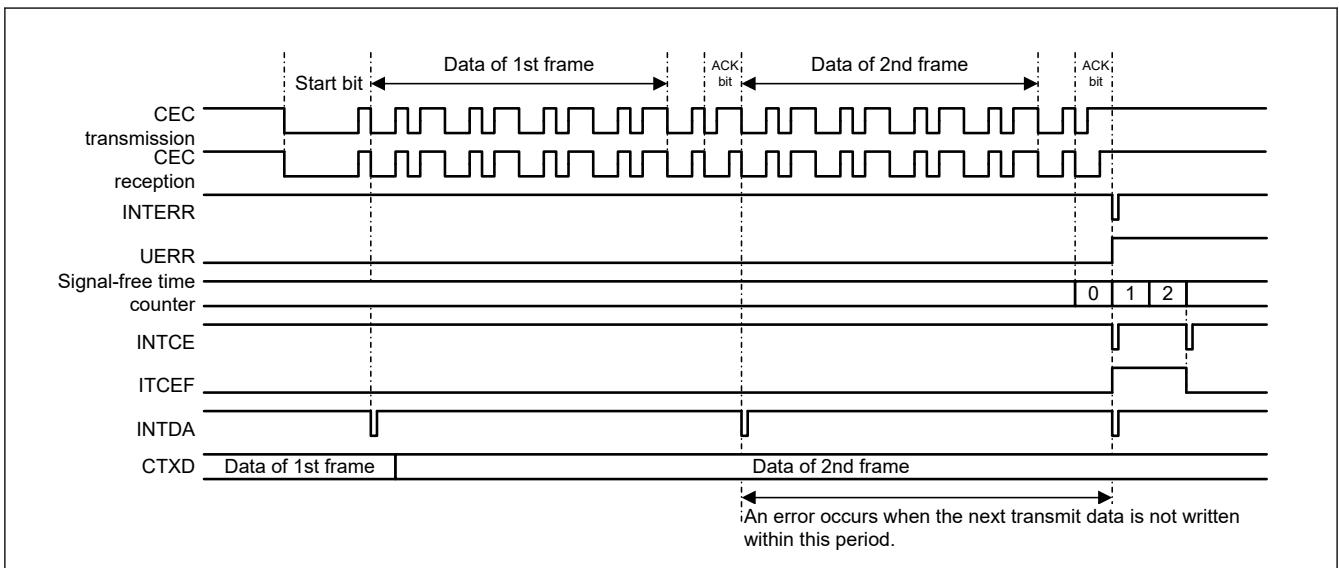 Start bit
Data of 1st frame
ACK
bit
Data of 2nd frame
ACK
bit
CEC
transmission
CEC
reception
INTERR
UERR
Signal-free time
counter
0 1 2
INTCE
ITCEF
INTDA
CTXD Data of 1st frame Data of 2nd frame
An error occurs when the next transmit data is not written
within this period.